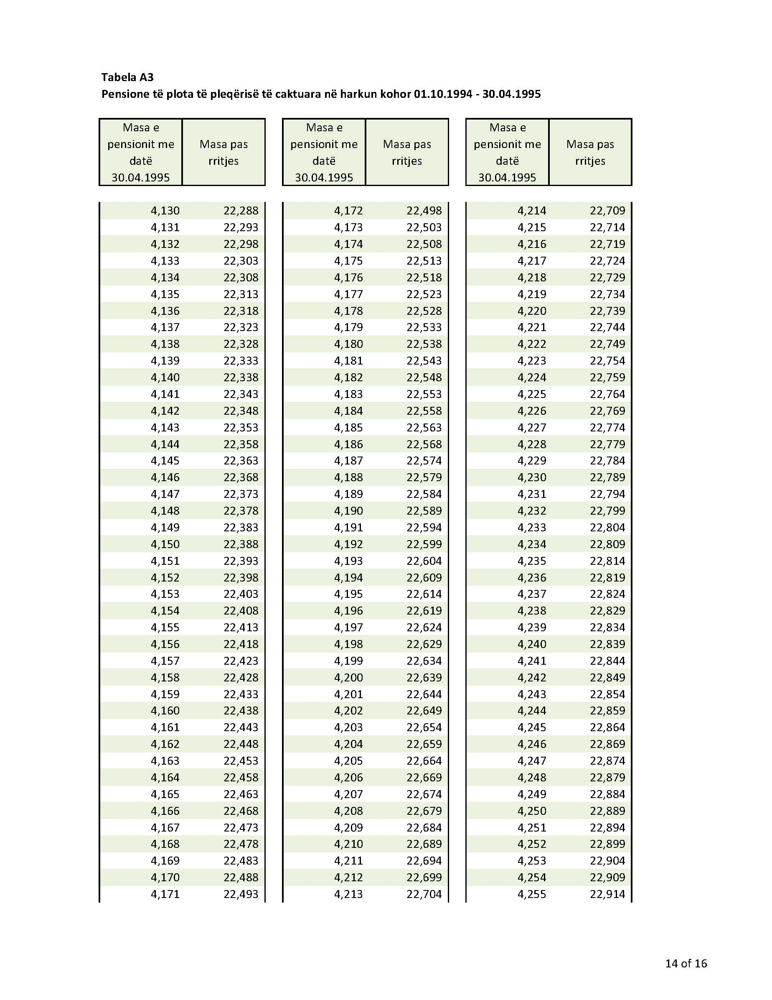 Tabela A3
Pensione të plota të pleqërisë të caktuara në harkun kohor 01.10.1994 - 30.04.1995
Masa e pensionit me datë 30.04.1995 Masa pas rritjes Masa e pensionit me datë 30.04.1995 Masa pas rritjes Masa e pensionit me datë 30.04.1995 Masa pas rritjes
4,130 22,288 4,172 22,498 4,214 22,709
4,131 22,293 4,173 22,503 4,215 22,714
4,132 22,298 4,174 22,508 4,216 22,719
4,133 22,303 4,175 22,513 4,217 22,724
4,134 22,308 4,176 22,518 4,218 22,729
4,135 22,313 4,177 22,523 4,219 22,734
4,136 22,318 4,178 22,528 4,220 22,739
4,137 22,323 4,179 22,533 4,221 22,744
4,138 22,328 4,180 22,538 4,222 22,749
4,139 22,333 4,181 22,543 4,223 22,754
4,140 22,338 4,182 22,548 4,224 22,759
4,141 22,343 4,183 22,553 4,225 22,764
4,142 22,348 4,184 22,558 4,226 22,769
4,143 22,353 4,185 22,563 4,227 22,774
4,144 22,358 4,186 22,568 4,228 22,779
4,145 22,363 4,187 22,574 4,229 22,784
4,146 22,368 4,188 22,579 4,230 22,789
4,147 22,373 4,189 22,584 4,231 22,794
4,148 22,378 4,190 22,589 4,232 22,799
4,149 22,383 4,191 22,594 4,233 22,804
4,150 22,388 4,192 22,599 4,234 22,809
4,151 22,393 4,193 22,604 4,235 22,814
4,152 22,398 4,194 22,609 4,236 22,819
4,153 22,403 4,195 22,614 4,237 22,824
4,154 22,408 4,196 22,619 4,238 22,829
4,155 22,413 4,197 22,624 4,239 22,834
4,156 22,418 4,198 22,629 4,240 22,839
4,157 22,423 4,199 22,634 4,241 22,844
4,158 22,428 4,200 22,639 4,242 22,849
4,159 22,433 4,201 22,644 4,243 22,854
4,160 22,438 4,202 22,649 4,244 22,859
4,161 22,443 4,203 22,654 4,245 22,864
4,162 22,448 4,204 22,659 4,246 22,869
4,163 22,453 4,205 22,664 4,247 22,874
4,164 22,458 4,206 22,669 4,248 22,879
4,165 22,463 4,207 22,674 4,249 22,884
4,166 22,468 4,208 22,679 4,250 22,889
4,167 22,473 4,209 22,684 4,251 22,894
4,168 22,478 4,210 22,689 4,252 22,899
4,169 22,483 4,211 22,694 4,253 22,904
4,170 22,488 4,212 22,699 4,254 22,909
4,171 22,493 4,213 22,704 4,255 22,914
14 of 16